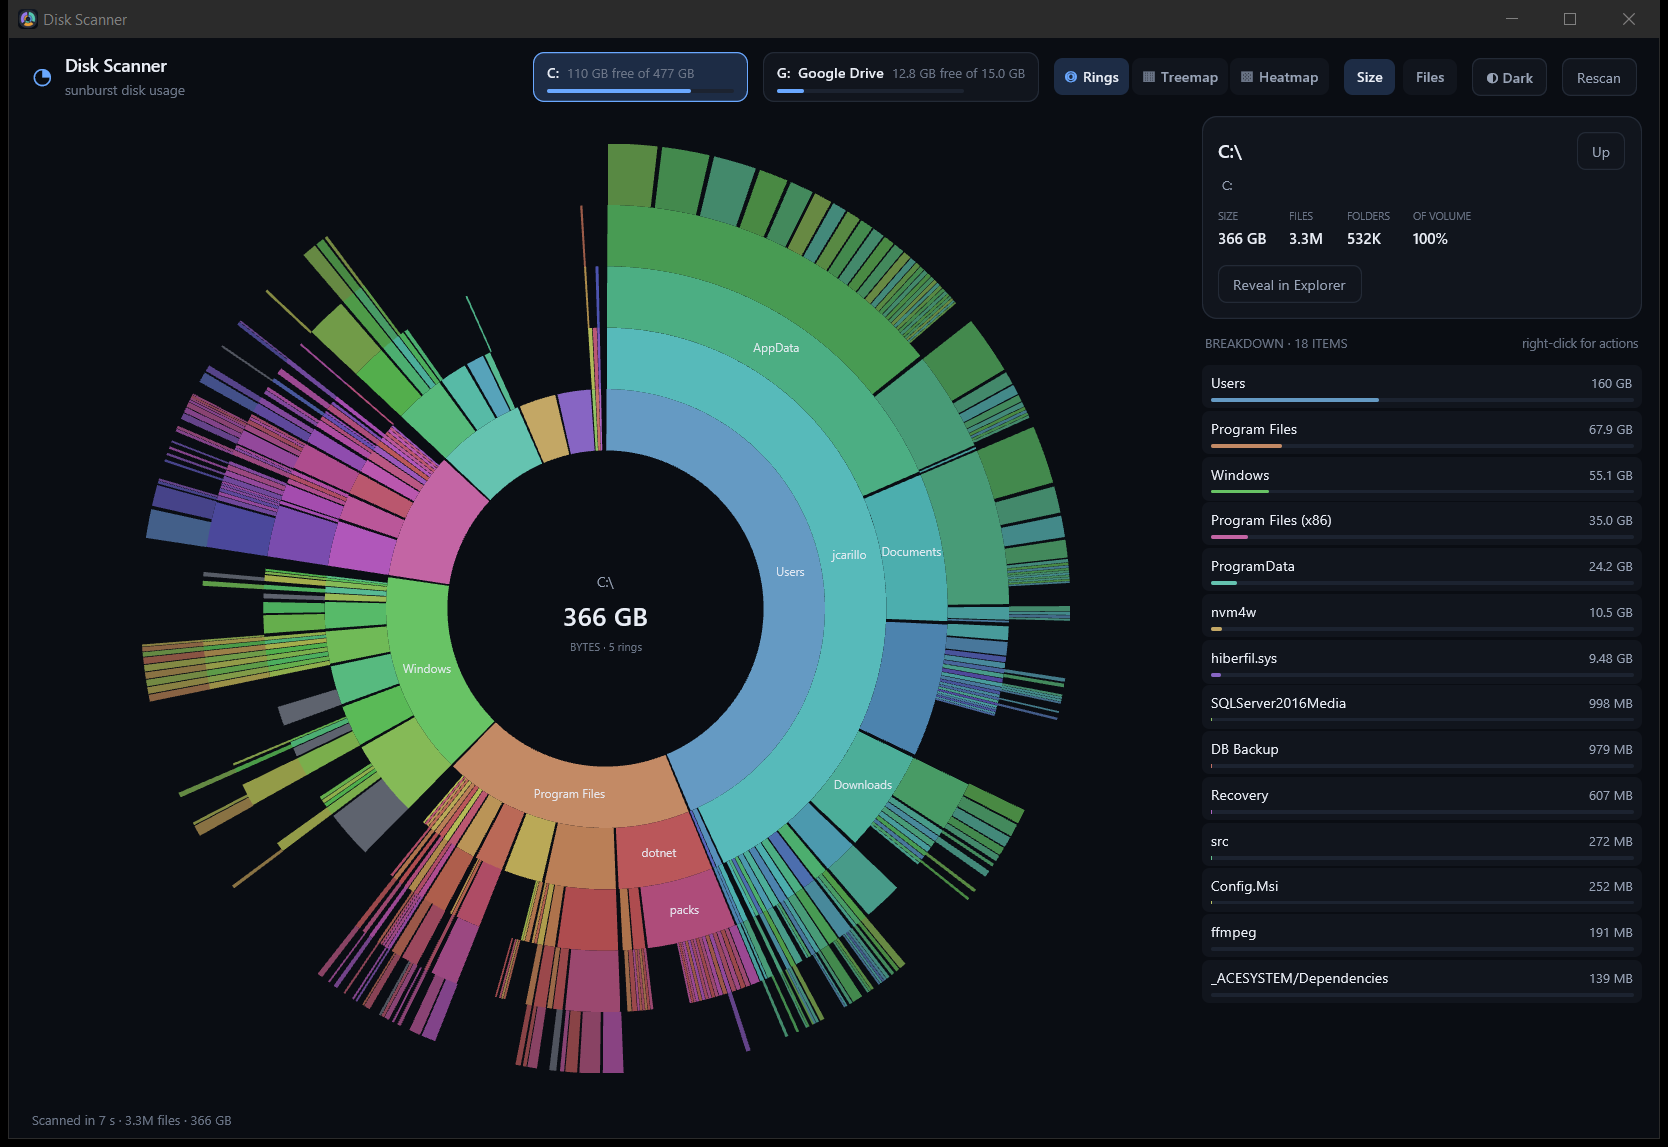 Disk Scanner
Disk Scanner
sunburst disk usage
C: 110 GB free of 477 GB
G: Google Drive 12.8 GB free of 15.0 GB
Rings
Treemap
Heatmap
Size
Files
Dark
Rescan
AppData
Documents
jcarillo
Users
Downloads
Windows
Program Files
dotnet
packs
C:\
366 GB
BYTES · 5 rings
C:\
Up
C:
SIZE FILES FOLDERS OF VOLUME
366 GB 3.3M 532K 100%
Reveal in Explorer
BREAKDOWN · 18 ITEMS right-click for actions
Users 160 GB
Program Files 67.9 GB
Windows 55.1 GB
Program Files (x86) 35.0 GB
ProgramData 24.2 GB
nvm4w 10.5 GB
hiberfil.sys 9.48 GB
SQLServer2016Media 998 MB
DB Backup 979 MB
Recovery 607 MB
src 272 MB
Config.Msi 252 MB
ffmpeg 191 MB
_ACESYSTEM/Dependencies 139 MB
Scanned in 7 s · 3.3M files · 366 GB